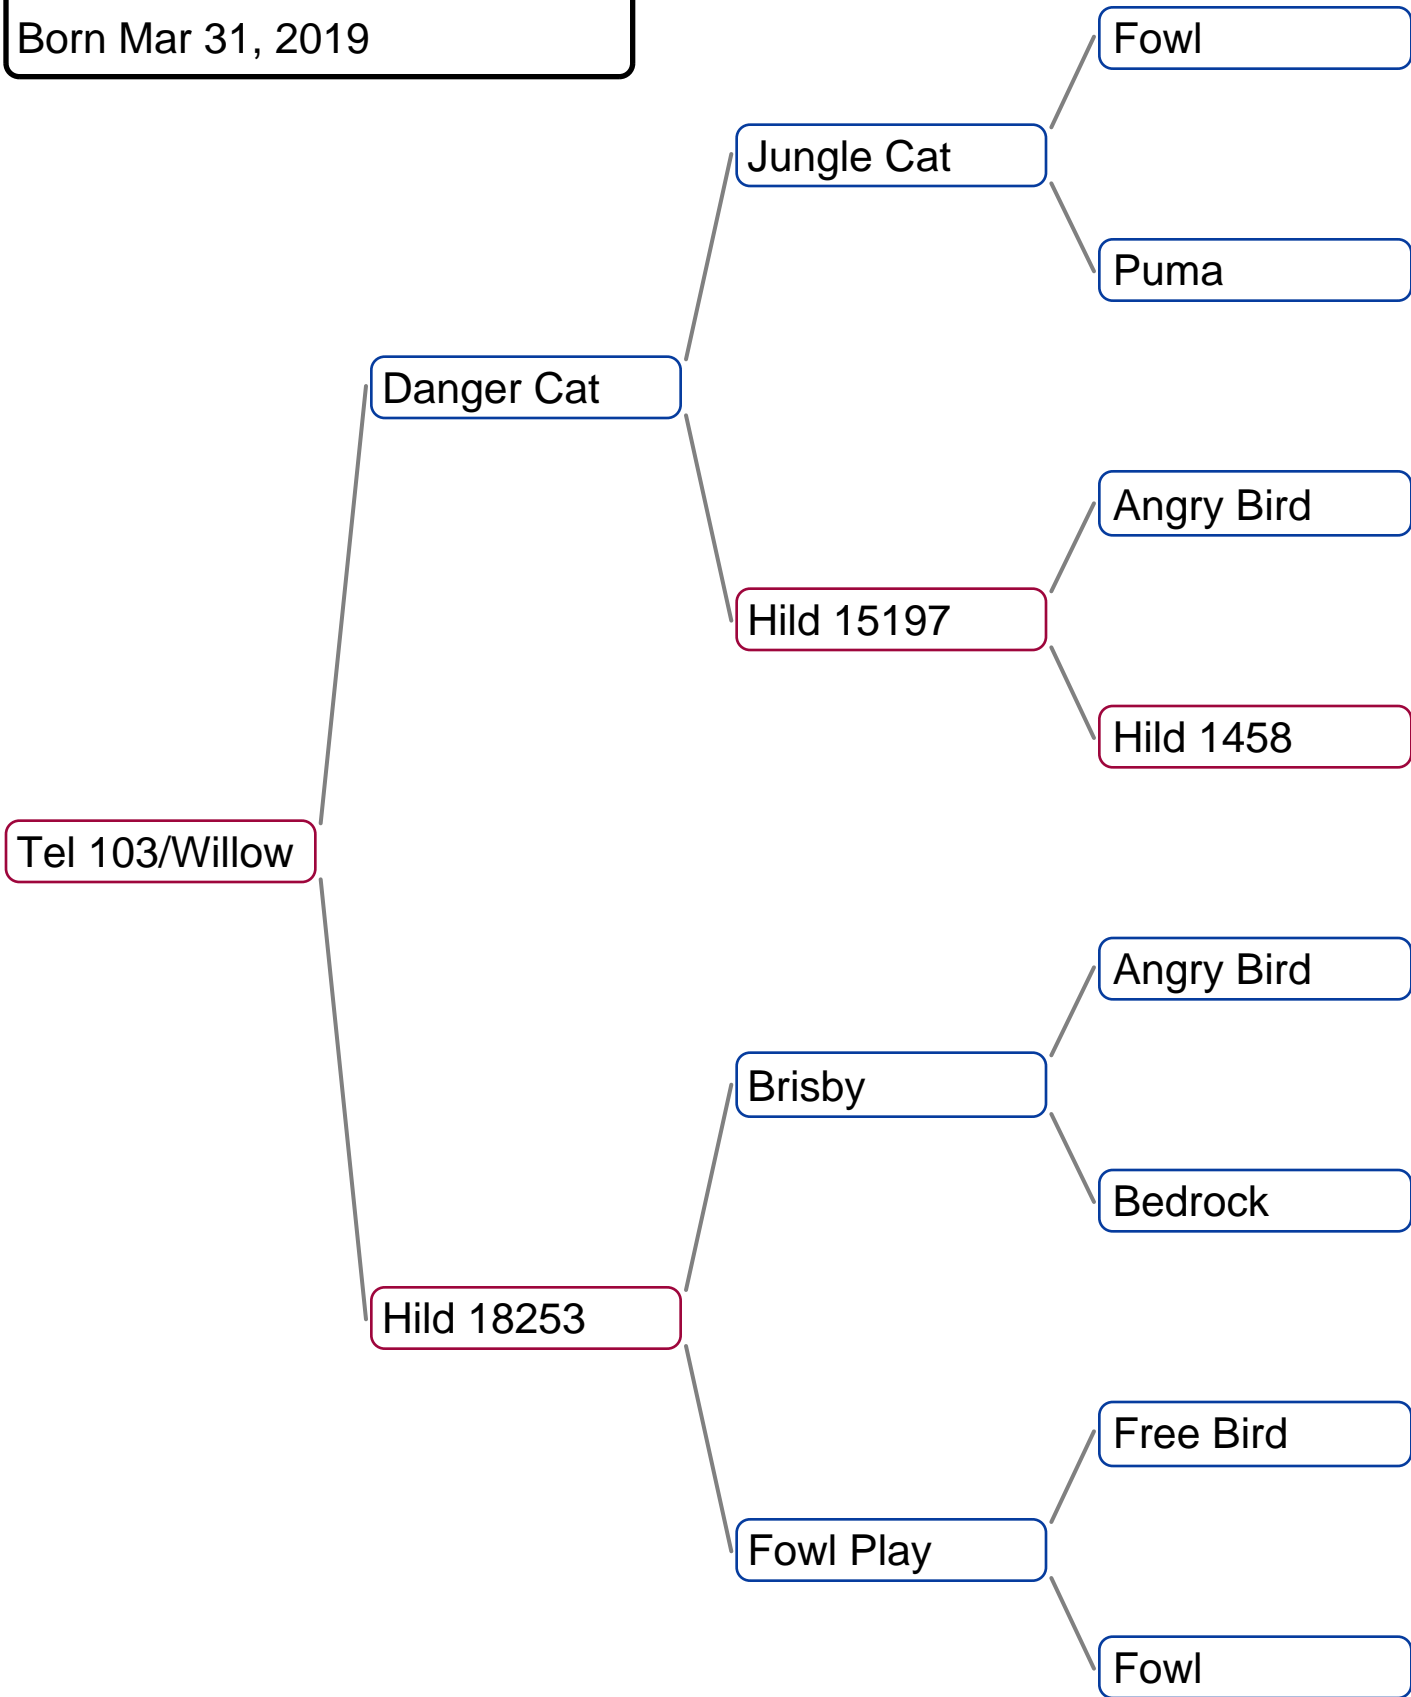 Born Mar 31, 2019
Fowl
Jungle Cat
Puma
Danger Cat
Angry Bird
Hild 15197
Hild 1458
Tel 103/Willow
Angry Bird
Brisby
Bedrock
Hild 18253
Free Bird
Fowl Play
Fowl